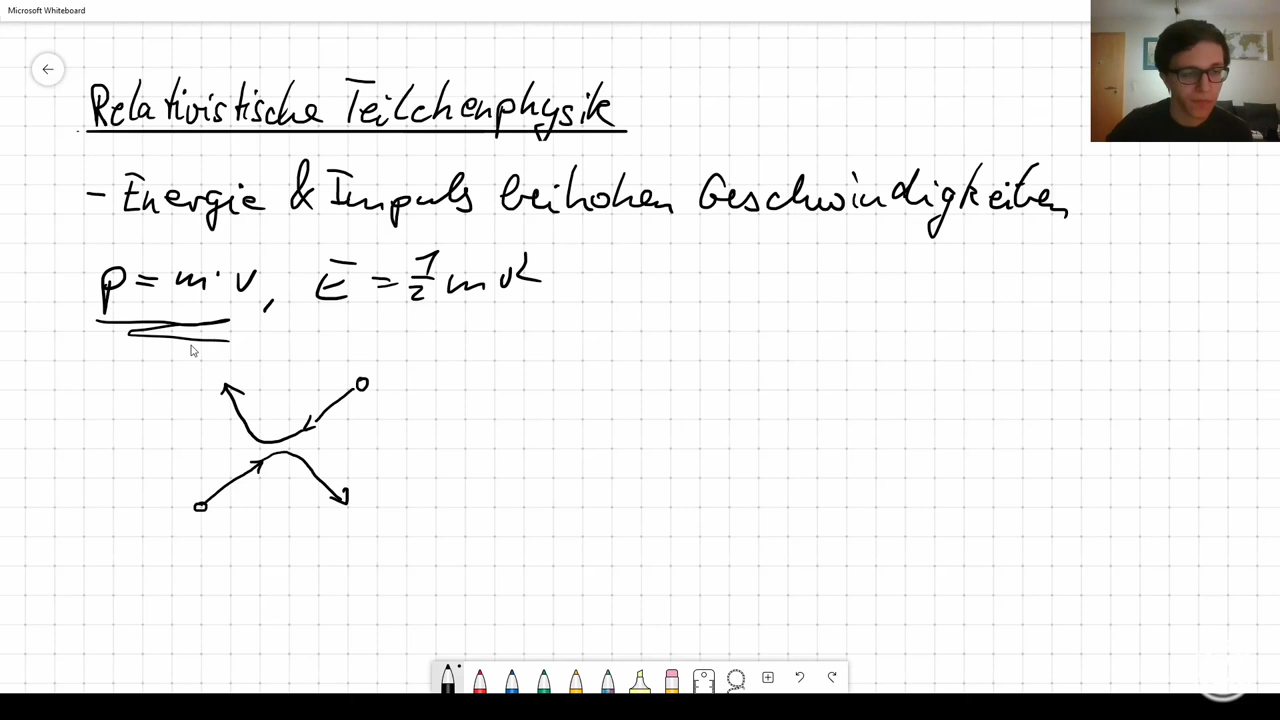 Microsoft Whiteboard
Relativistische Teilchenphysik
- Energie & Impuls bei hohen Geschwindigkeiten
p = m · v, E = 1/2 m v²